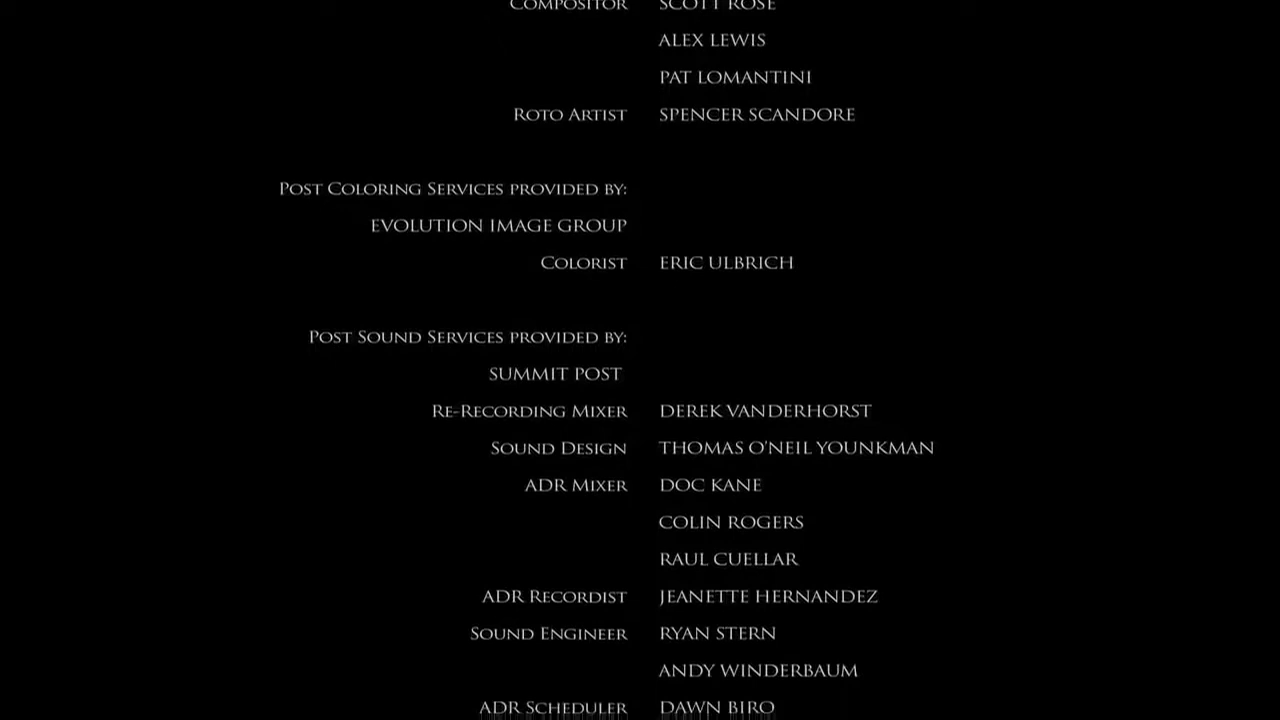 COMPOSITOR SCOTT ROSE
ALEX LEWIS
PAT LOMANTINI
ROTO ARTIST SPENCER SCANDORE
POST COLORING SERVICES PROVIDED BY:
EVOLUTION IMAGE GROUP
COLORIST ERIC ULBRICH
POST SOUND SERVICES PROVIDED BY:
SUMMIT POST
RE-RECORDING MIXER DEREK VANDERHORST
SOUND DESIGN THOMAS O'NEIL YOUNKMAN
ADR MIXER DOC KANE
COLIN ROGERS
RAUL CUELLAR
ADR RECORDIST JEANETTE HERNANDEZ
SOUND ENGINEER RYAN STERN
ANDY WINDERBAUM
ADR SCHEDULER DAWN BIRO